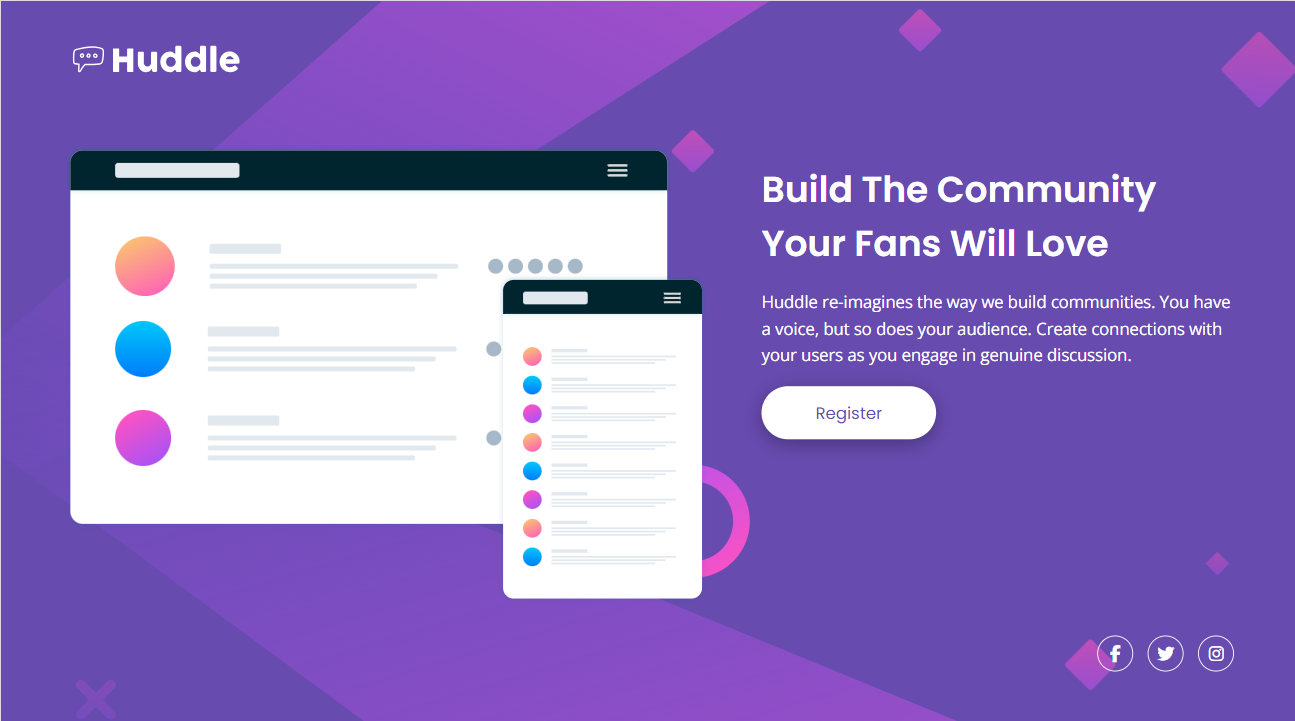 Huddle
Build The Community
Your Fans Will Love
Huddle re-imagines the way we build communities. You have
a voice, but so does your audience. Create connections with
your users as you engage in genuine discussion.
Register